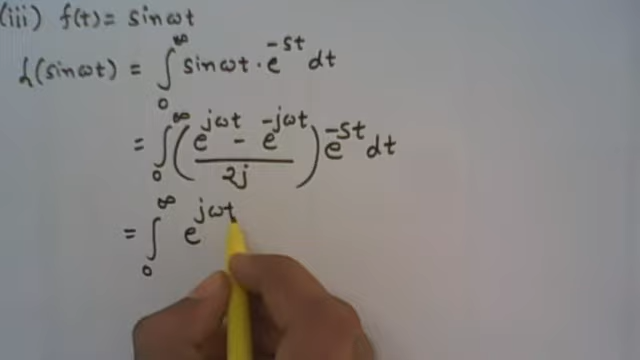 (iii) f(t) = sinωt
L(sinωt) = ∫₀^∞ sinωt · e^{-st} dt
= ∫₀^∞ ( (e^{jωt} - e^{-jωt}) / 2j ) e^{-st} dt
= ∫₀^∞ e^{jωt}